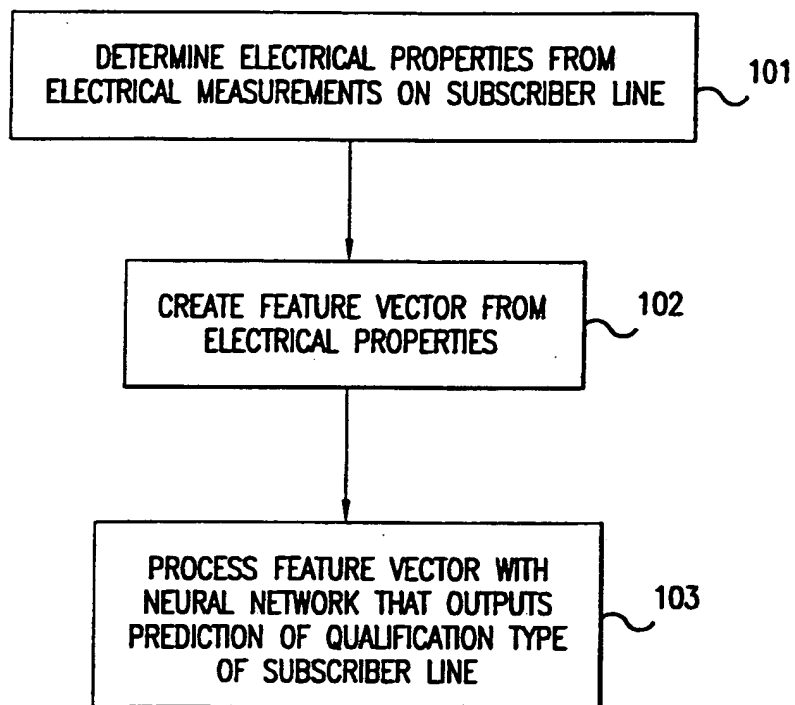 DETERMINE ELECTRICAL PROPERTIES FROM
ELECTRICAL MEASUREMENTS ON SUBSCRIBER LINE
101
CREATE FEATURE VECTOR FROM
ELECTRICAL PROPERTIES
102
PROCESS FEATURE VECTOR WITH
NEURAL NETWORK THAT OUTPUTS
PREDICTION OF QUALIFICATION TYPE
OF SUBSCRIBER LINE
103